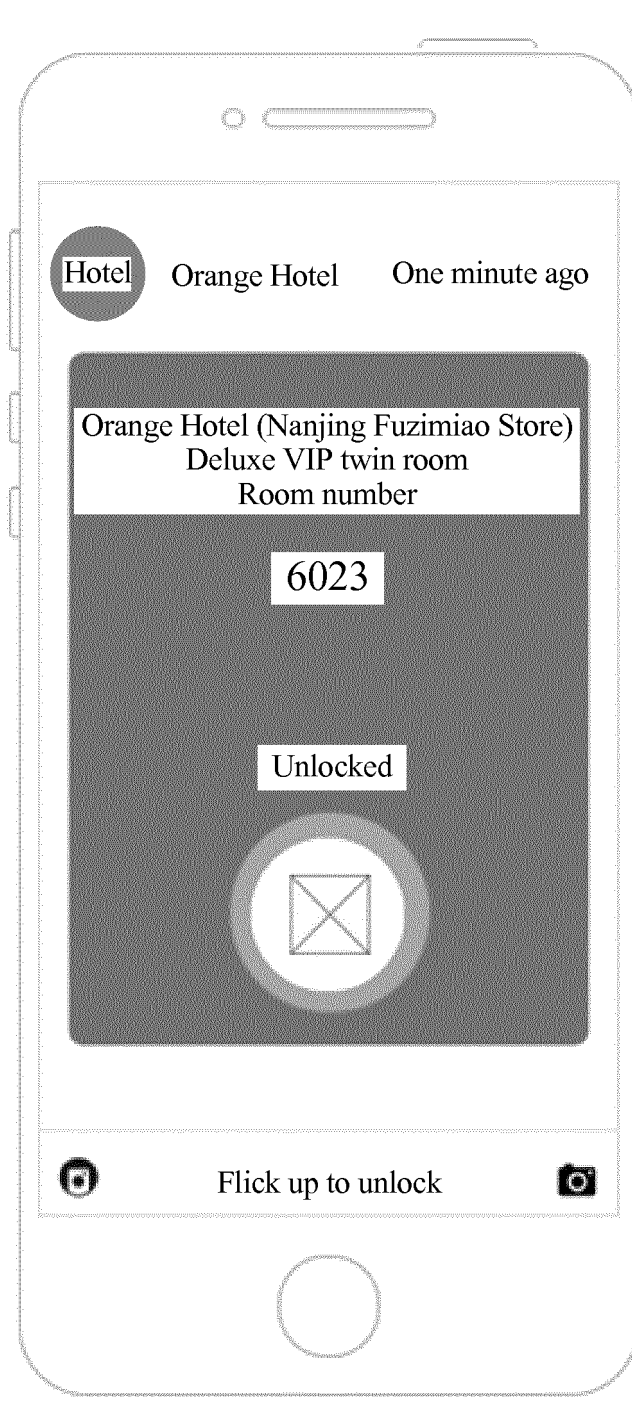 Hotel Orange Hotel One minute ago
Orange Hotel (Nanjing Fuzimiao Store)
Deluxe VIP twin room
Room number
6023
Unlocked
Flick up to unlock